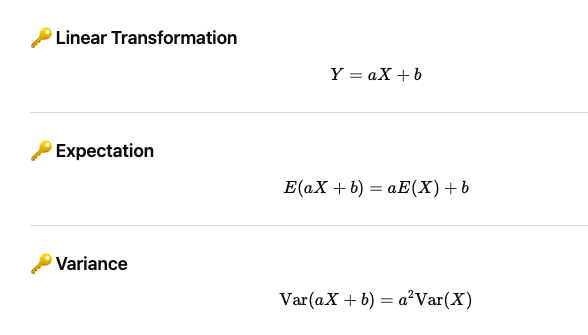 🔑 Linear Transformation
Y = aX + b
🔑 Expectation
E(aX + b) = aE(X) + b
🔑 Variance
Var(aX + b) = a²Var(X)